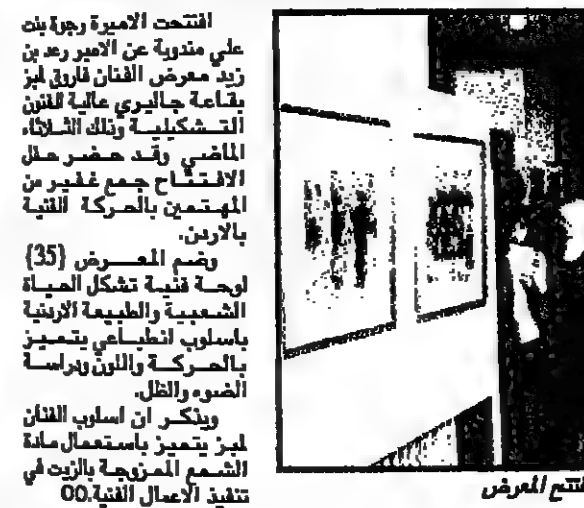 افتتحت الاميرة رجوة بنت
علي مندوبة عن الامير رعد بن
زيد معرض الفنان فاروق لمبز
بقاعة جاليري عالية للفنون
التشكيلية وذلك الثلاثاء
الماضي وقد حضر حفل
الافتتاح جمع غفير من
المهتمين بالحركة الفنية
بالاردن.
وضم المعرض {35}
لوحة فنية تشكل الحياة
الشعبية والطبيعة الاردنية
باسلوب انطباعي يتميز
بالحركة واللون ودراسة
الضوء والظل.
ويذكر ان اسلوب الفنان
لمبز يتميز باستعمال مادة
الشمع الممزوجة بالزيت في
تنفيذ الاعمال الفنية.00
المعرض